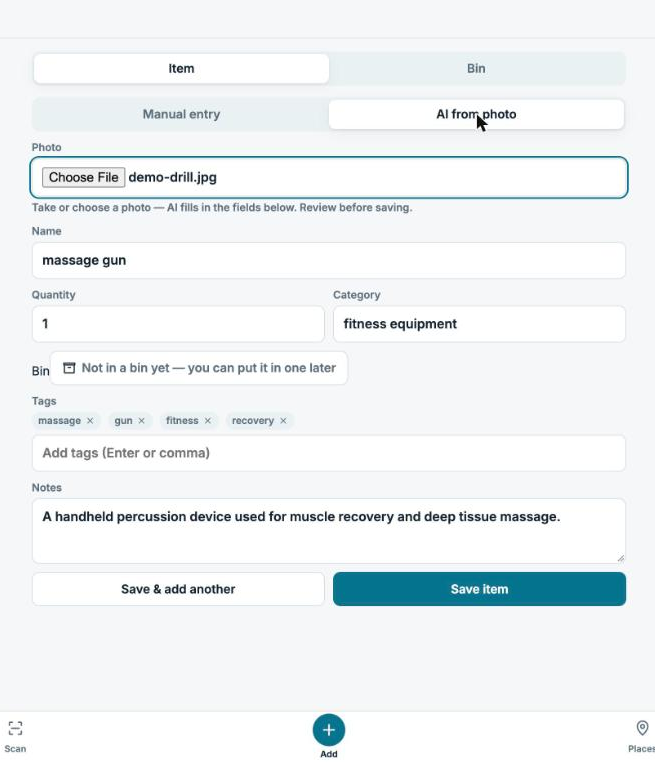 Item Bin
Manual entry AI from photo
Photo
Choose File demo-drill.jpg
Take or choose a photo — AI fills in the fields below. Review before saving.
Name
massage gun
Quantity Category
1 fitness equipment
Bin Not in a bin yet — you can put it in one later
Tags
massage × gun × fitness × recovery ×
Add tags (Enter or comma)
Notes
A handheld percussion device used for muscle recovery and deep tissue massage.
Save & add another Save item
Scan Add Places